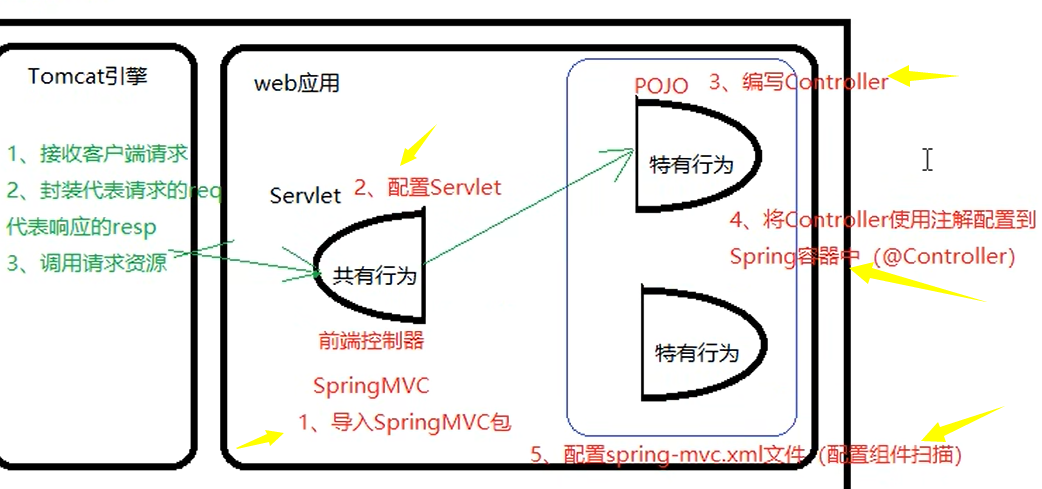 Tomcat引擎
1、接收客户端请求
2、封装代表请求的req
代表响应的resp
3、调用请求资源
web应用
Servlet
2、配置Servlet
共有行为
前端控制器
SpringMVC
1、导入SpringMVC包
POJO
3、编写Controller
特有行为
4、将Controller使用注解配置到
Spring容器中（@Controller）
特有行为
5、配置spring-mvc.xml文件（配置组件扫描）